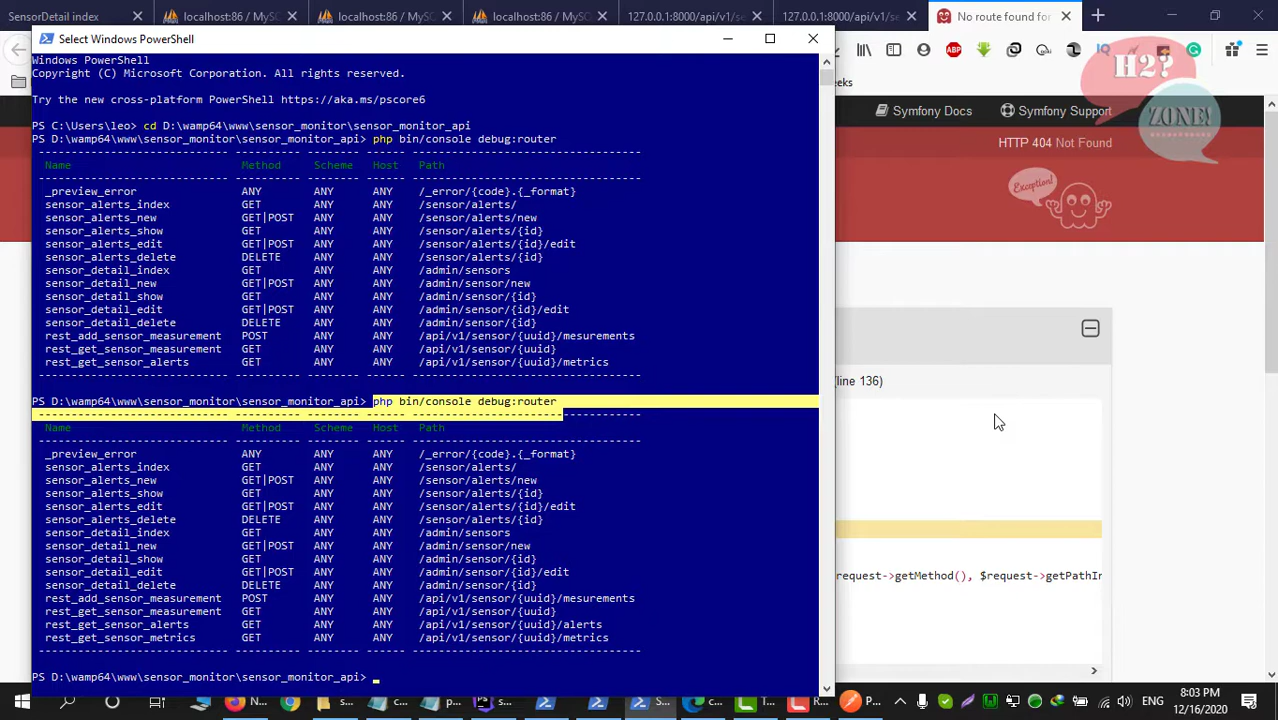 SensorDetail index
localhost:86 / MyS
localhost:86 / MyS
127.0.0.1:8000/api/v1/se
127.0.0.1:8000/api/v1/se
No route found for
Select Windows PowerShell
Windows PowerShell
Copyright (C) Microsoft Corporation. All rights reserved.
Try the new cross-platform PowerShell https://aka.ms/pscore6
PS C:\Users\leo> cd D:\wamp64\www\sensor_monitor\sensor_monitor_api
PS D:\wamp64\www\sensor_monitor\sensor_monitor_api> php bin/console debug:router
Name Method Scheme Host Path
_preview_error ANY ANY ANY /_error/{code}.{_format}
sensor_alerts_index GET ANY ANY /sensor/alerts/
sensor_alerts_new GET|POST ANY ANY /sensor/alerts/new
sensor_alerts_show GET ANY ANY /sensor/alerts/{id}
sensor_alerts_edit GET|POST ANY ANY /sensor/alerts/{id}/edit
sensor_alerts_delete DELETE ANY ANY /sensor/alerts/{id}
sensor_detail_index GET ANY ANY /admin/sensors
sensor_detail_new GET|POST ANY ANY /admin/sensor/new
sensor_detail_show GET ANY ANY /admin/sensor/{id}
sensor_detail_edit GET|POST ANY ANY /admin/sensor/{id}/edit
sensor_detail_delete DELETE ANY ANY /admin/sensor/{id}
rest_add_sensor_measurement POST ANY ANY /api/v1/sensor/{uuid}/mesurements
rest_get_sensor_measurement GET ANY ANY /api/v1/sensor/{uuid}
rest_get_sensor_alerts GET ANY ANY /api/v1/sensor/{uuid}/metrics
PS D:\wamp64\www\sensor_monitor\sensor_monitor_api> php bin/console debug:router
Name Method Scheme Host Path
_preview_error ANY ANY ANY /_error/{code}.{_format}
sensor_alerts_index GET ANY ANY /sensor/alerts/
sensor_alerts_new GET|POST ANY ANY /sensor/alerts/new
sensor_alerts_show GET ANY ANY /sensor/alerts/{id}
sensor_alerts_edit GET|POST ANY ANY /sensor/alerts/{id}/edit
sensor_alerts_delete DELETE ANY ANY /sensor/alerts/{id}
sensor_detail_index GET ANY ANY /admin/sensors
sensor_detail_new GET|POST ANY ANY /admin/sensor/new
sensor_detail_show GET ANY ANY /admin/sensor/{id}
sensor_detail_edit GET|POST ANY ANY /admin/sensor/{id}/edit
sensor_detail_delete DELETE ANY ANY /admin/sensor/{id}
rest_add_sensor_measurement POST ANY ANY /api/v1/sensor/{uuid}/mesurements
rest_get_sensor_measurement GET ANY ANY /api/v1/sensor/{uuid}
rest_get_sensor_alerts GET ANY ANY /api/v1/sensor/{uuid}/alerts
rest_get_sensor_metrics GET ANY ANY /api/v1/sensor/{uuid}/metrics
PS D:\wamp64\www\sensor_monitor\sensor_monitor_api>
ABP
IQ
H2?
ZONE!
eeks
Symfony Docs
Symfony Support
HTTP 404 Not Found
Exception!
(line 136)
request->getMethod(), $request->getPathIn
Ne
sa
p
s
T
R
Po
ENG
8:03 PM
12/16/2020